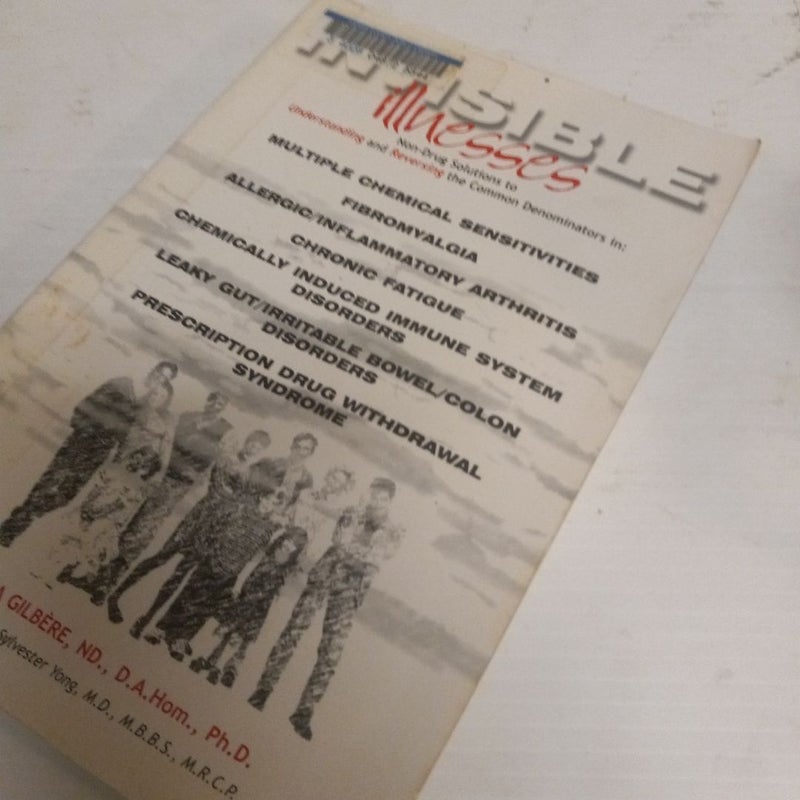 INVISIBLE
illnesses
Non-Drug Solutions to
Understanding and Reversing the Common Denominators in:
MULTIPLE CHEMICAL SENSITIVITIES
FIBROMYALGIA
ALLERGIC/INFLAMMATORY ARTHRITIS
CHRONIC FATIGUE
CHEMICALLY INDUCED IMMUNE SYSTEM
DISORDERS
LEAKY GUT/IRRITABLE BOWEL/COLON
DISORDERS
PRESCRIPTION DRUG WITHDRAWAL
SYNDROME
A GILBÈRE, ND., D.A.Hom., Ph.D.
Sylvester Yong, M.D., M.B.B.S., M.R.C.P.